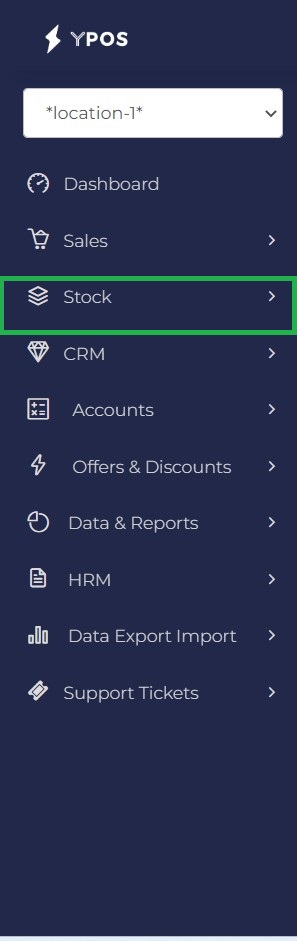 YPOS
*location-1*
Dashboard
Sales
Stock
CRM
Accounts
Offers & Discounts
Data & Reports
HRM
Data Export Import
Support Tickets